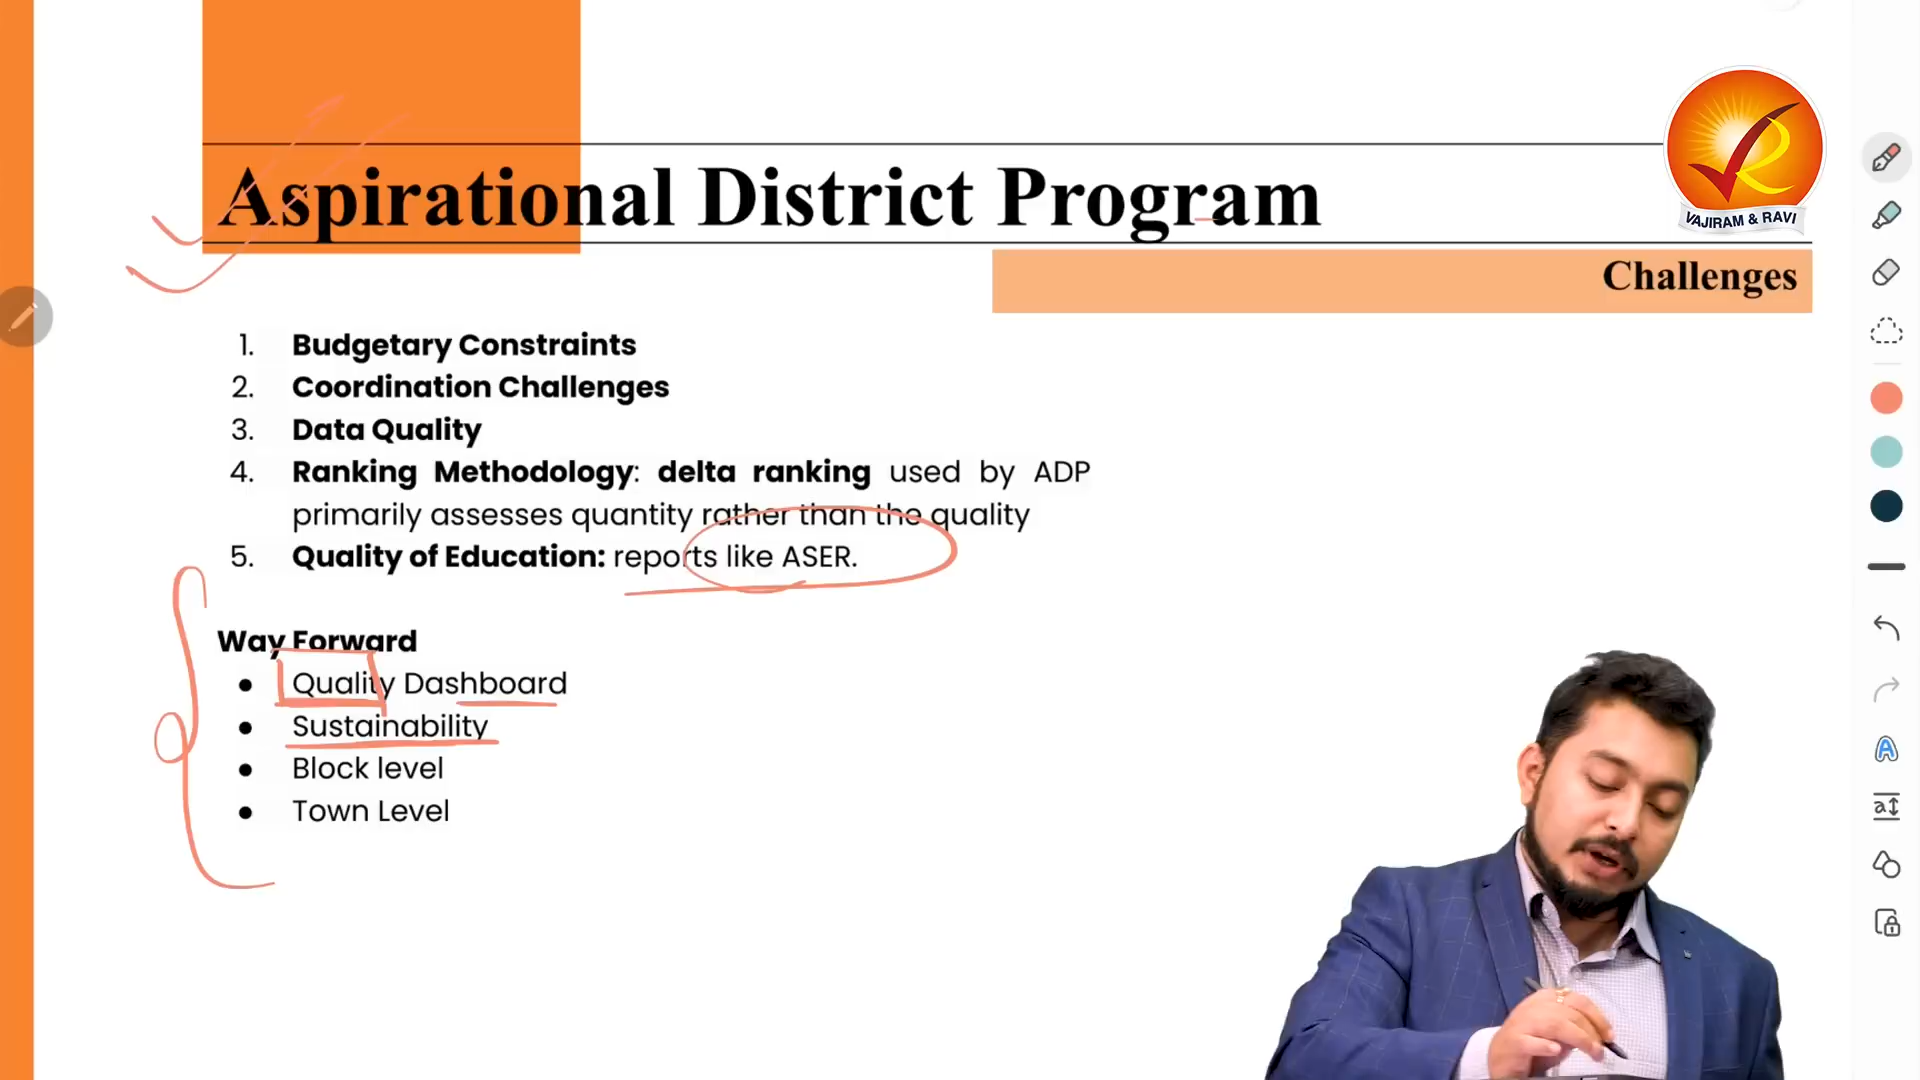 Aspirational District Program
VAJIRAM & RAVI
Challenges
1. Budgetary Constraints
2. Coordination Challenges
3. Data Quality
4. Ranking Methodology: delta ranking used by ADP
primarily assesses quantity rather than the quality
5. Quality of Education: reports like ASER.
Way Forward
● Quality Dashboard
● Sustainability
● Block level
● Town Level